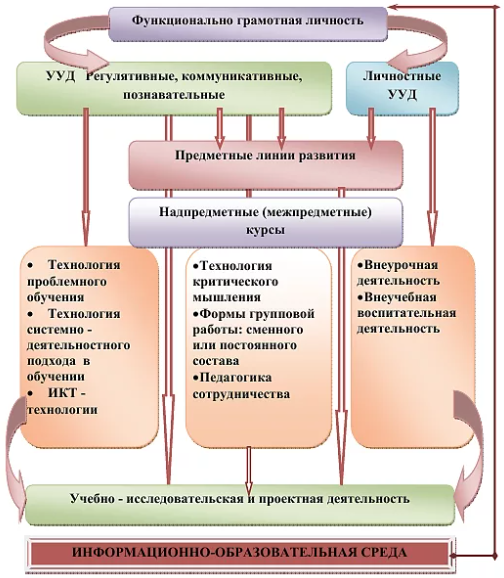 Функционально грамотная личность
УУД Регулятивные, коммуникативные,
познавательные
Личностные
УУД
Предметные линии развития
Надпредметные (межпредметные)
курсы
• Технология
проблемного
обучения
• Технология
системно -
деятельностного
подхода в
обучении
• ИКТ -
технологии
•Технология
критического
мышления
•Формы групповой
работы: сменного
или постоянного
состава
•Педагогика
сотрудничества
•Внеурочная
деятельность
•Внеучебная
воспитательная
деятельность
Учебно - исследовательская и проектная деятельность
ИНФОРМАЦИОННО-ОБРАЗОВАТЕЛЬНАЯ СРЕДА